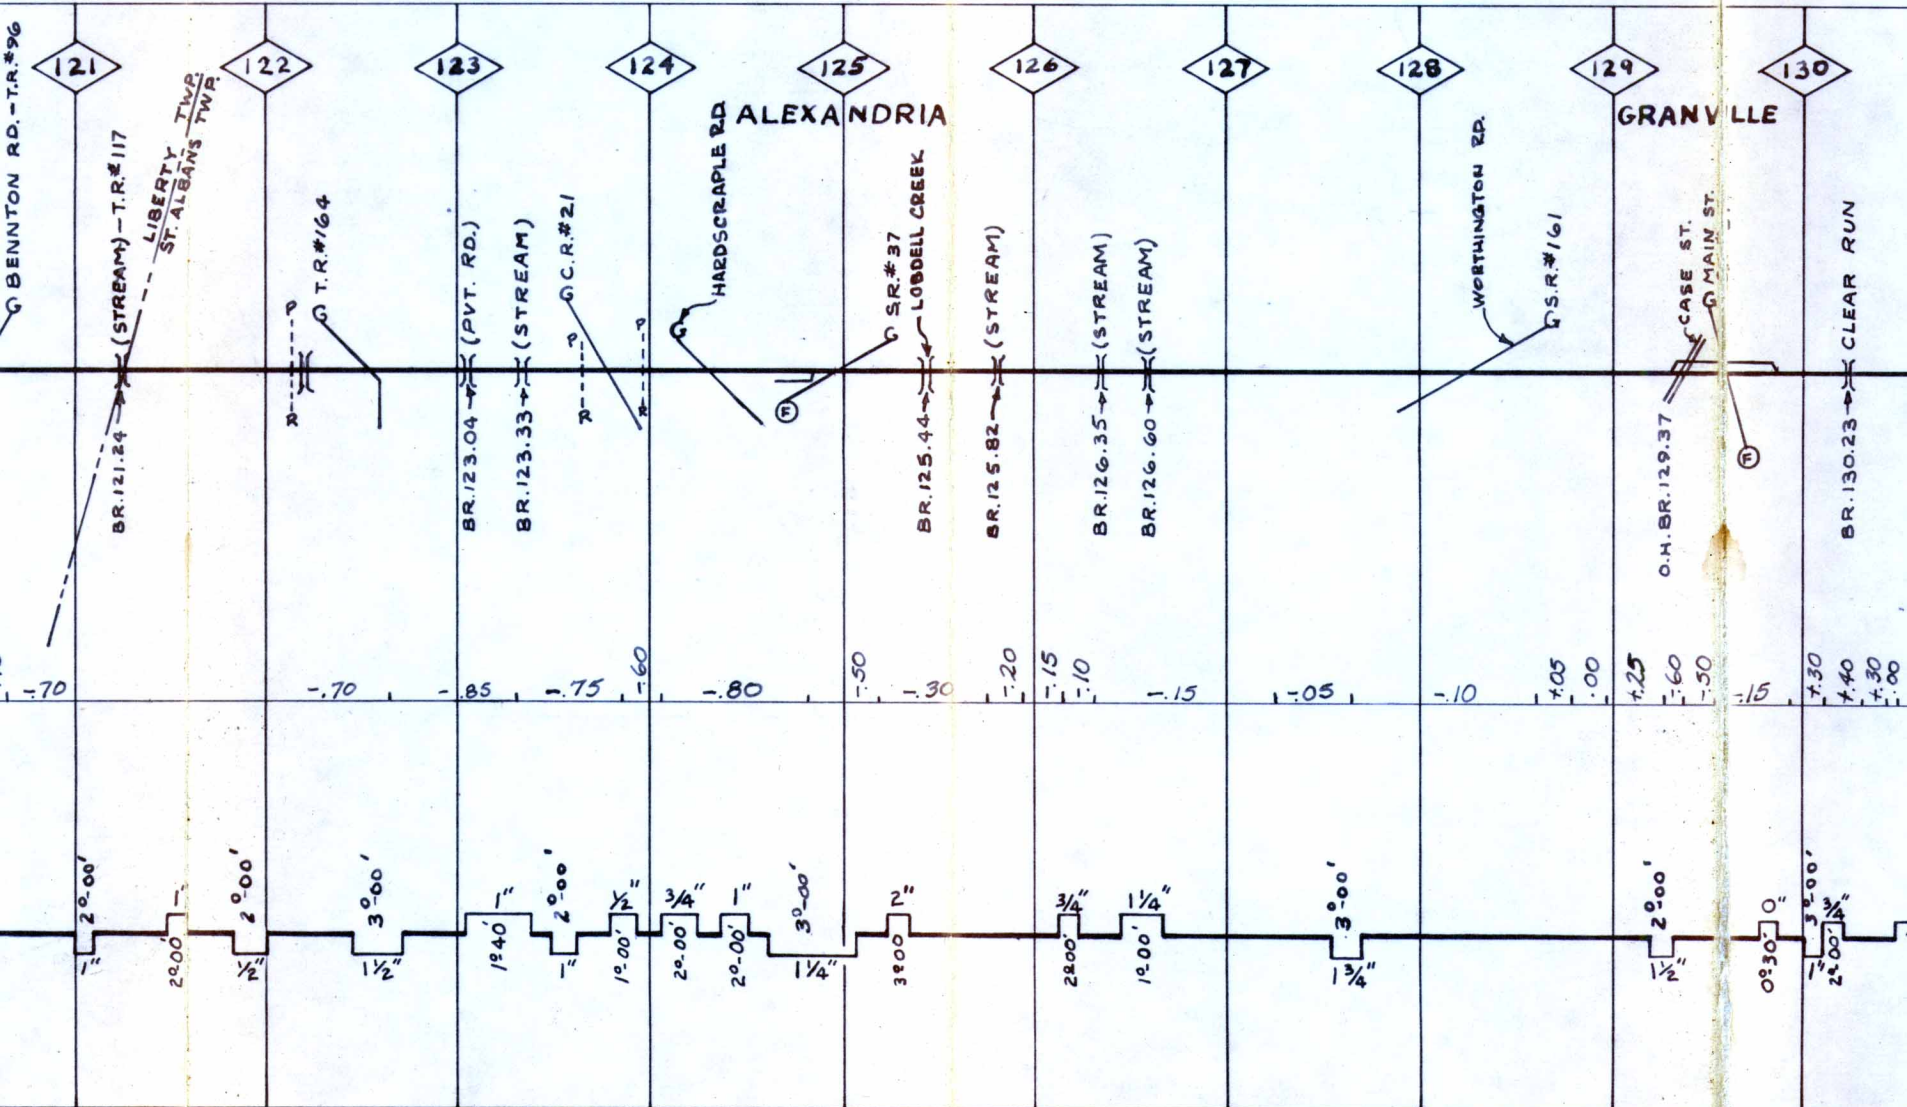 121
122
123
124
125
126
127
128
129
130
ALEXANDRIA
GRANVILLE
BENNTON RD.-T.R.#96
BR.121.24 → (STREAM)-T.R.#117
LIBERTY TWP.
ST. ALBANS TWP.
P
R
G T.R.#164
BR.123.04 → (PVT. RD.)
BR.123.33 → (STREAM)
G C.R.#21
P
R
P
R
G HARDSCRAPLE RD.
F
G S.R.#37
BR.125.44 → LOBDELL CREEK
BR.125.82 → (STREAM)
BR.126.35 → (STREAM)
BR.126.60 → (STREAM)
WORTHINGTON RD.
G S.R.#161
O.H.BR.129.37 CASE ST.
G MAIN ST.
F
BR.130.23 → CLEAR RUN
-.70
-.70
-.85
-.75
-.60
-.80
-.50
-.30
-.20
-.15
-.10
-.15
-.05
-.10
+.05
.00
+.25
-.60
-.50
-.15
+.30
+.40
+.30
.00
2°-00' 1"
1" 2°00'
2°-00' ½"
3°-00' 1½"
1" 1°40'
2°-00' 1"
½" 1°-00'
¾" 2°-00'
1" 2°-00'
3°-00' 1¼"
2" 3°00'
¾" 2°00'
1¼" 1°-00'
3°-00' 1¾"
2°-00' 1½"
0" 0°30'
3°-00' 1"
¾" 2°00'